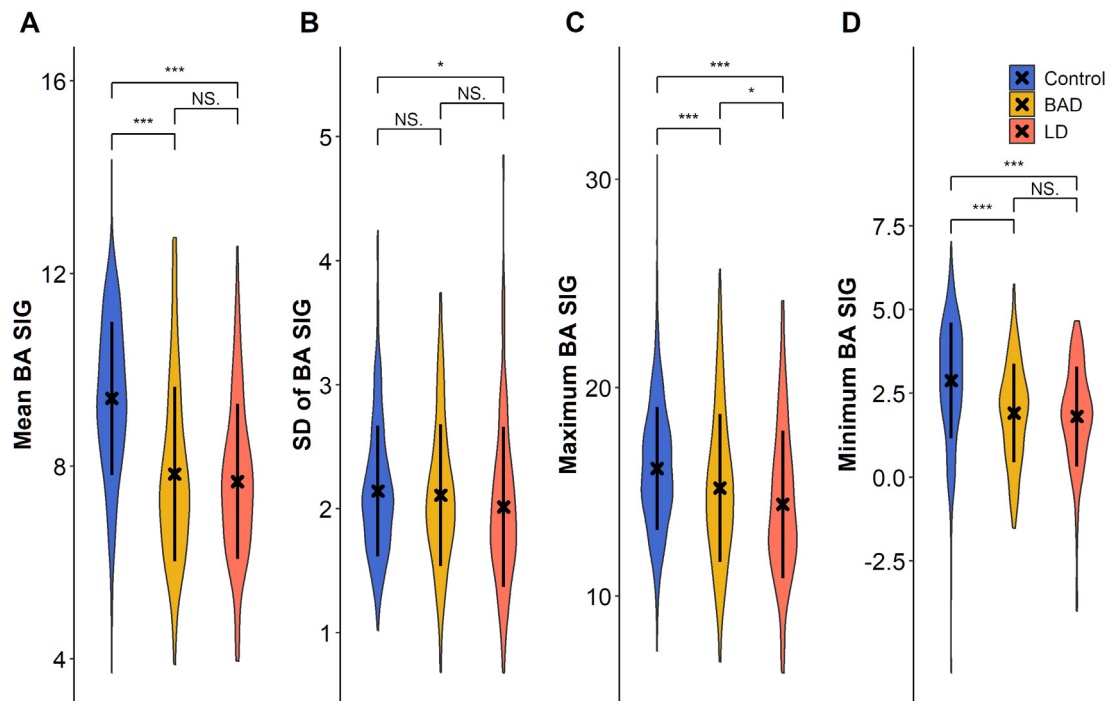 A
Mean BA SIG
16
12
8
4
***
NS.
***
B
SD of BA SIG
5
4
3
2
1
*
NS.
NS.
C
Maximum BA SIG
30
20
10
***
*
***
D
Minimum BA SIG
7.5
5.0
2.5
0.0
-2.5
Control
BAD
LD
***
NS.
***